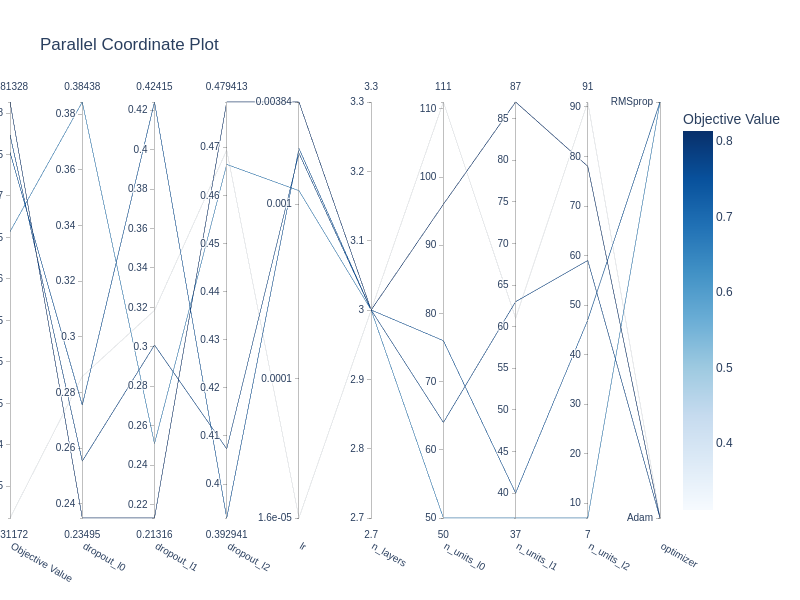 Parallel Coordinate Plot
81328 0.38438 0.42415 0.479413 3.3 111 87 91
0.38 0.36 0.34 0.32 0.3 0.28 0.26 0.24
0.42 0.4 0.38 0.36 0.34 0.32 0.3 0.28 0.26 0.24 0.22
0.47 0.46 0.45 0.44 0.43 0.42 0.41 0.4
0.00384 0.001 0.0001 1.6e-05
3.3 3.2 3.1 3 2.9 2.8 2.7
110 100 90 80 70 60 50
85 80 75 70 65 60 55 50 45 40
90 80 70 60 50 40 30 20 10
RMSprop
Adam
31172 0.23495 0.21316 0.392941 2.7 50 37 7
Objective Value dropout_l0 dropout_l1 dropout_l2 lr n_layers n_units_l0 n_units_l1 n_units_l2 optimizer
Objective Value
0.8
0.7
0.6
0.5
0.4